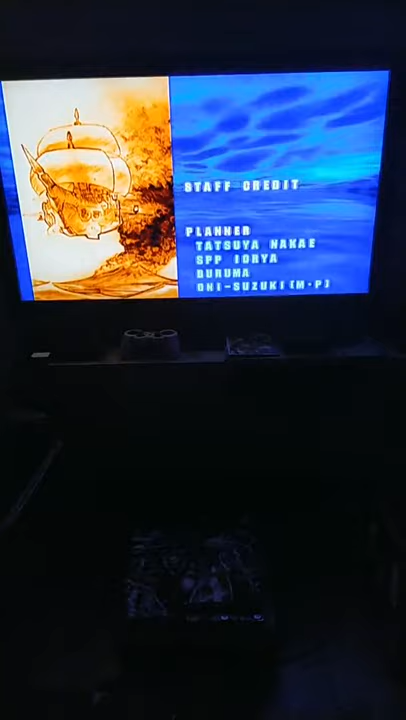 STAFF CREDIT
PLANNER
TATSUYA NAKAE
SPP IORYA
BURUMA
ONI-SUZUKI(M·P)